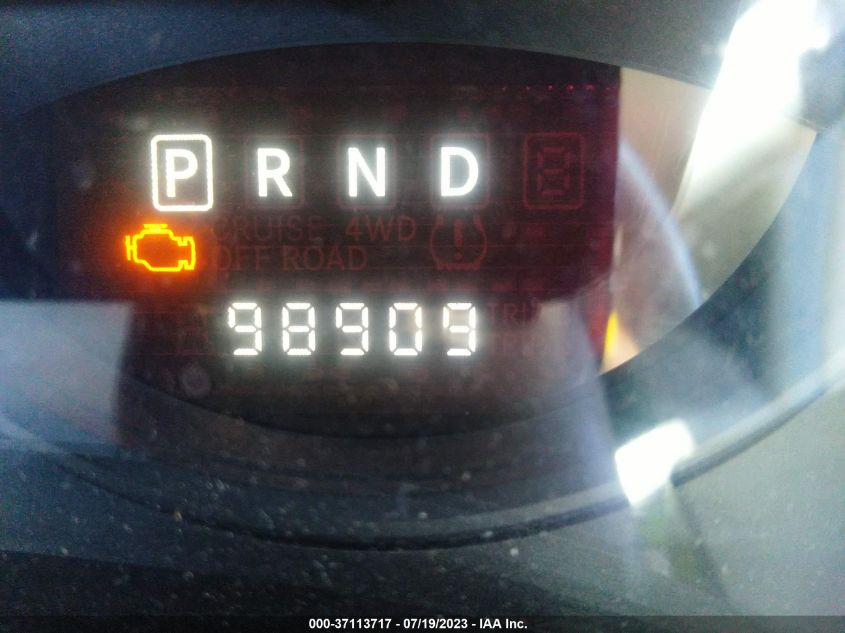 P R N D
CRUISE 4WD
OFF ROAD
98909
000-37113717 - 07/19/2023 - IAA Inc.